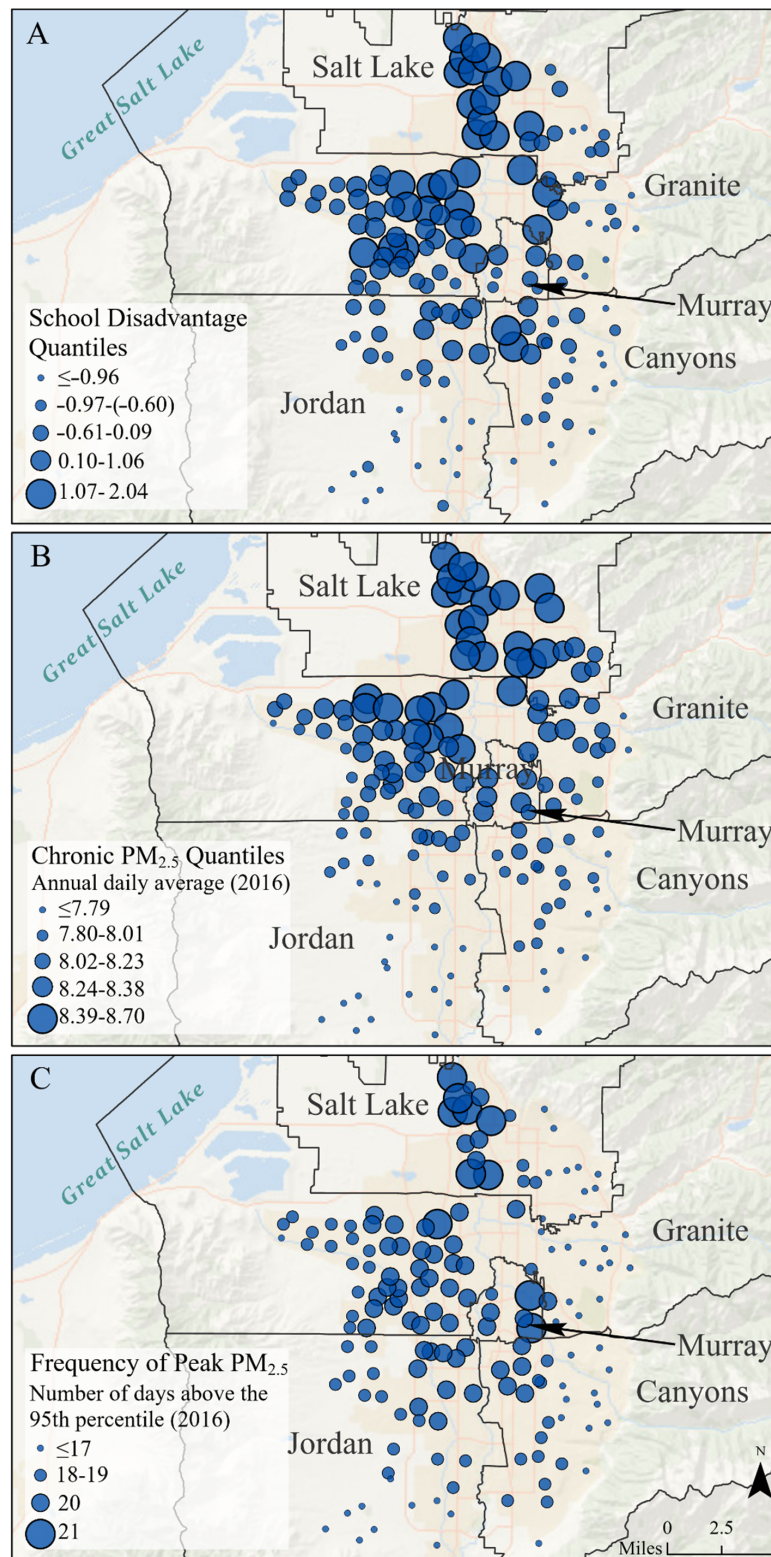 A
Great Salt Lake
Salt Lake
Granite
Murray
School Disadvantage
Quantiles
≤-0.96
-0.97-(-0.60)
-0.61-0.09
0.10-1.06
1.07-2.04
Canyons
Jordan
B
Great Salt Lake
Salt Lake
Granite
Murray
Murray
Chronic PM2.5 Quantiles
Annual daily average (2016)
≤7.79
7.80-8.01
8.02-8.23
8.24-8.38
8.39-8.70
Canyons
Jordan
C
Great Salt Lake
Salt Lake
Granite
Murray
Frequency of Peak PM2.5
Number of days above the
95th percentile (2016)
≤17
18-19
20
21
Canyons
Jordan
N
0 2.5
Miles